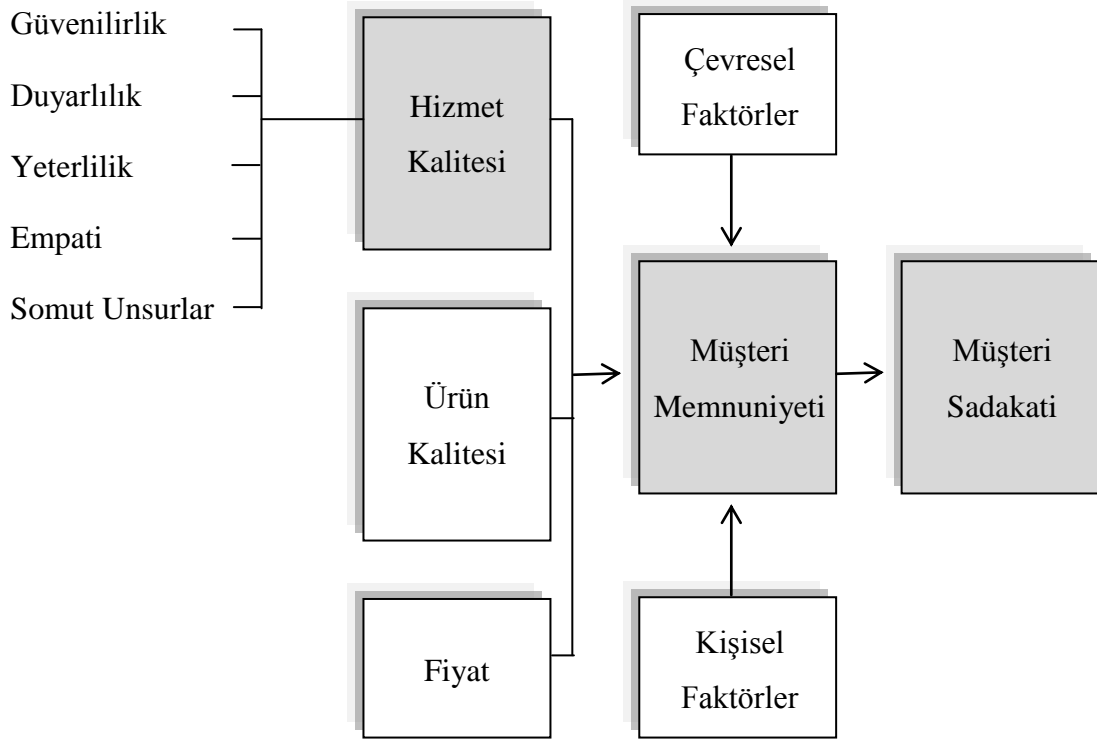 Güvenilirlik
Duyarlılık
Yeterlilik
Empati
Somut Unsurlar
Hizmet
Kalitesi
Ürün
Kalitesi
Fiyat
Çevresel
Faktörler
Müşteri
Memnuniyeti
Kişisel
Faktörler
Müşteri
Sadakati